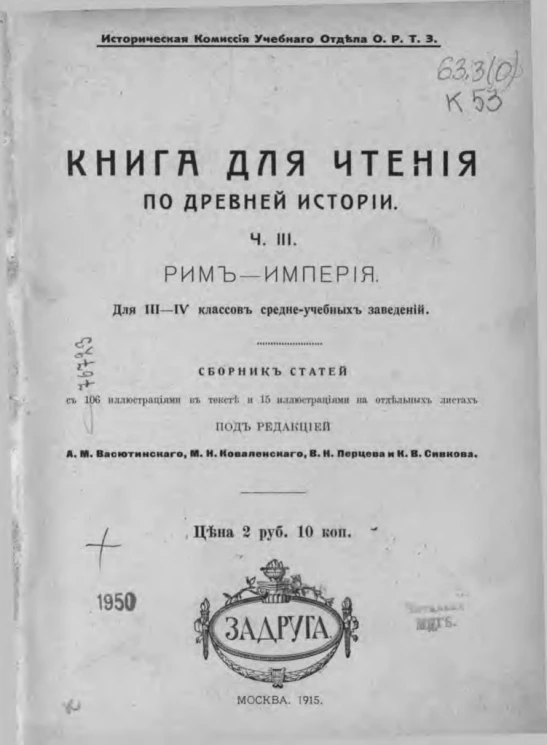 Историческая Комиссія Учебнаго Отдѣла О. Р. Т. З.
63.3(0)
К 53
КНИГА ДЛЯ ЧТЕНІЯ
ПО ДРЕВНЕЙ ИСТОРІИ.
Ч. III.
РИМЪ—ИМПЕРІЯ.
Для III—IV классовъ средне-учебныхъ заведеній.
СБОРНИКЪ СТАТЕЙ
съ 106 иллюстраціями въ текстѣ и 15 иллюстраціями на отдѣльныхъ листахъ
ПОДЪ РЕДАКЦІЕЙ
А. М. Васютинскаго, М. Н. Коваленскаго, В. Н. Перцева и К. В. Сивкова.
Цѣна 2 руб. 10 коп.
1950
ЗАДРУГА.
МОСКВА. 1915.